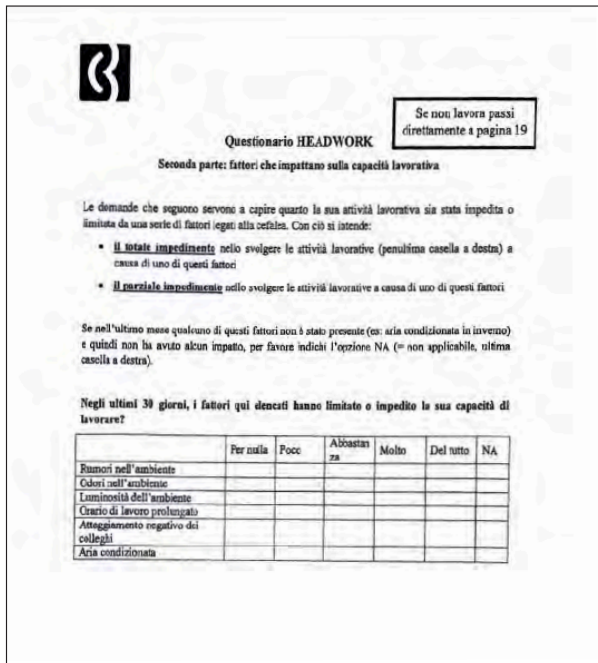 Se non lavora passi
direttamente a pagina 19
Questionario HEADWORK
Seconda parte: fattori che impattano sulla capacità lavorativa
Le domande che seguono servono a capire quanto la sua attività lavorativa sia stata impedita o
limitata da una serie di fattori legati alla cefalea. Con ciò si intende:
• il totale impedimento nello svolgere le attività lavorative (penultima casella a destra) a
causa di uno di questi fattori
• il parziale impedimento nello svolgere le attività lavorative a causa di uno di questi fattori
Se nell'ultimo mese qualcuno di questi fattori non è stato presente (es: aria condizionata in inverno)
e quindi non ha avuto alcun impatto, per favore indichi l'opzione NA (= non applicabile, ultima
casella a destra).
Negli ultimi 30 giorni, i fattori qui elencati hanno limitato o impedito la sua capacità di
lavorare?
Per nulla Poco Abbastan
za Molto Del tutto NA
Rumori nell'ambiente
Odori nell'ambiente
Luminosità dell'ambiente
Orario di lavoro prolungato
Atteggiamento negativo dei
colleghi
Aria condizionata